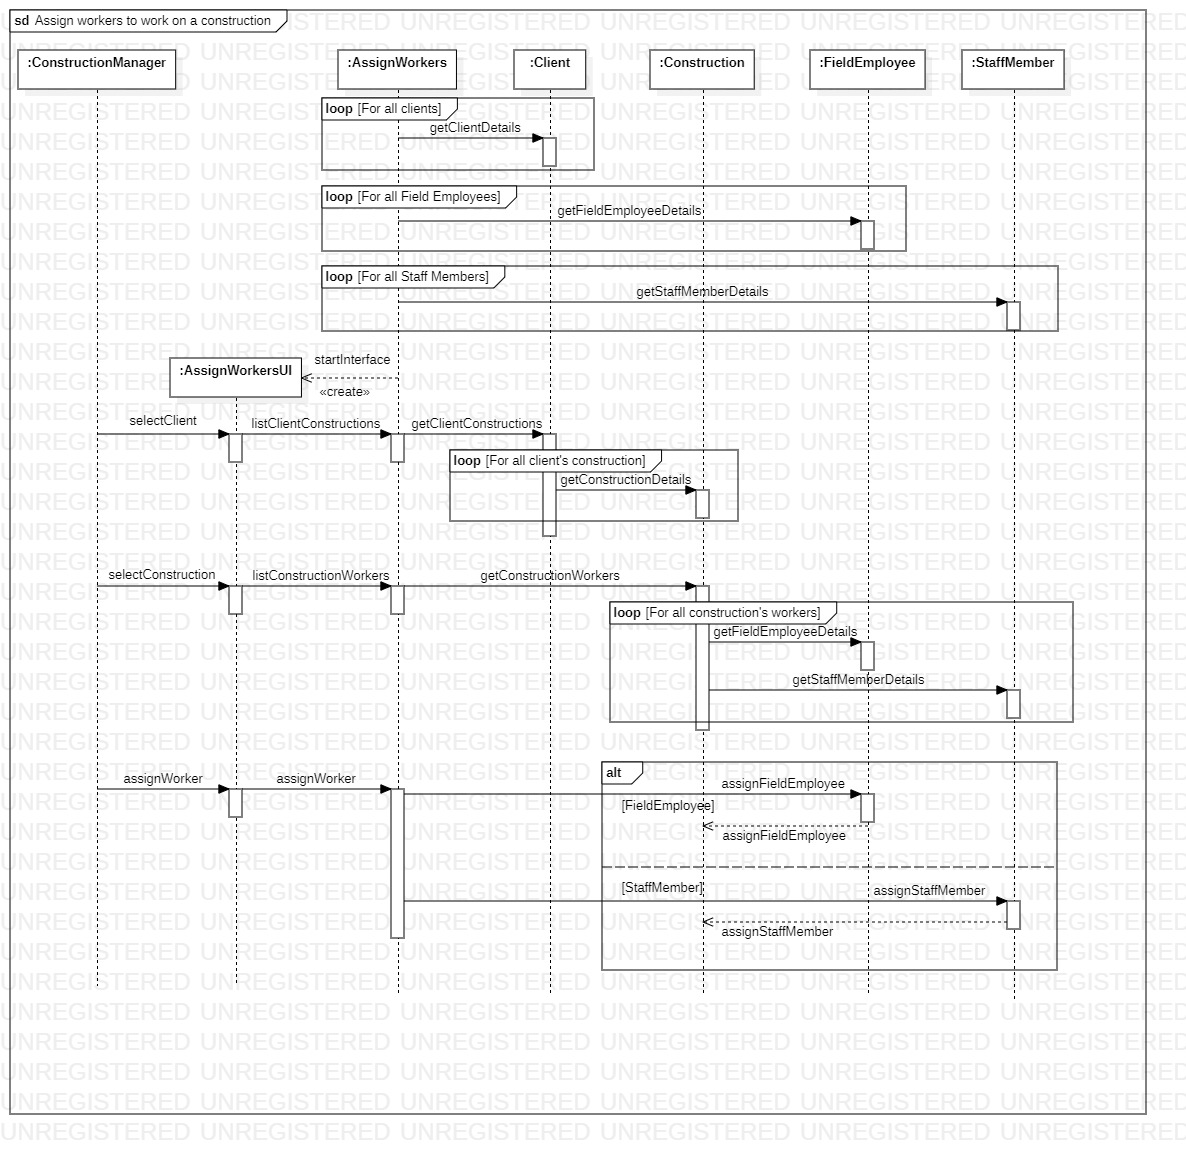 sd Assign workers to work on a construction
:ConstructionManager :AssignWorkers :Client :Construction :FieldEmployee :StaffMember
loop [For all clients]
getClientDetails
loop [For all Field Employees]
getFieldEmployeeDetails
loop [For all Staff Members]
getStaffMemberDetails
startInterface
:AssignWorkersUI
«create»
selectClient listClientConstructions getClientConstructions
loop [For all client's construction]
getConstructionDetails
selectConstruction listConstructionWorkers getConstructionWorkers
loop [For all construction's workers]
getFieldEmployeeDetails
getStaffMemberDetails
alt
assignWorker assignWorker assignFieldEmployee
[FieldEmployee]
assignFieldEmployee
[StaffMember] assignStaffMember
assignStaffMember
UNREGISTERED UNREGISTERED UNREGISTERED UNREGISTERED UNREGISTERED UNREGISTERED